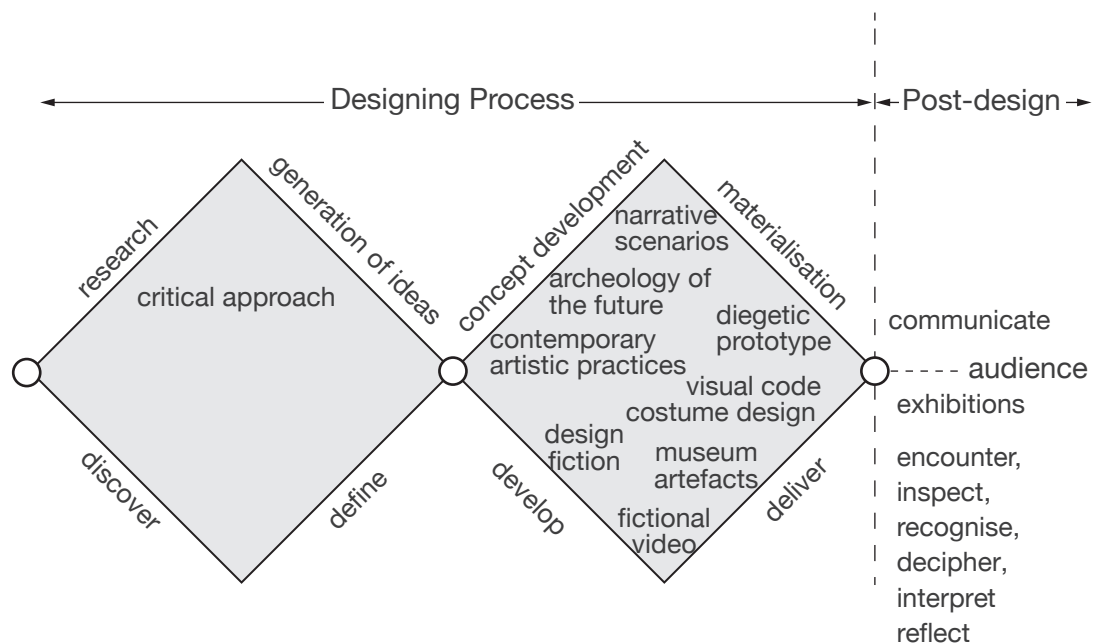 Designing Process
Post-design
research
generation of ideas
concept development
materialisation
critical approach
narrative
scenarios
archeology of
the future
diegetic
prototype
contemporary
artistic practices
visual code
costume design
design
fiction
museum
artefacts
fictional
video
discover
define
develop
deliver
communicate
audience
exhibitions
encounter,
inspect,
recognise,
decipher,
interpret
reflect